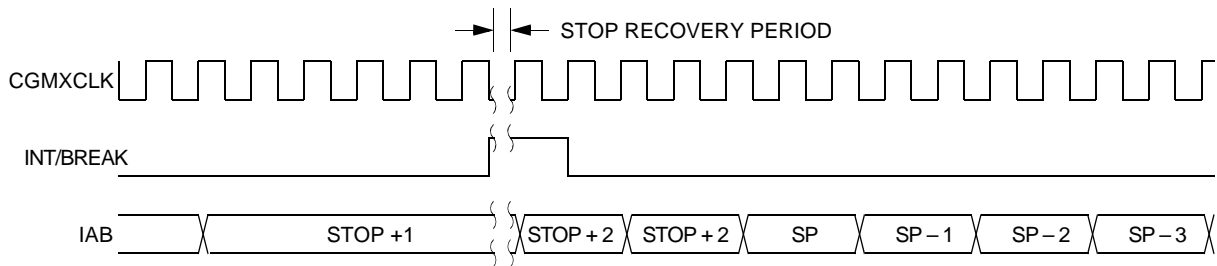 STOP RECOVERY PERIOD
CGMXCLK
INT/BREAK
IAB
STOP +1
STOP + 2
STOP + 2
SP
SP – 1
SP – 2
SP – 3